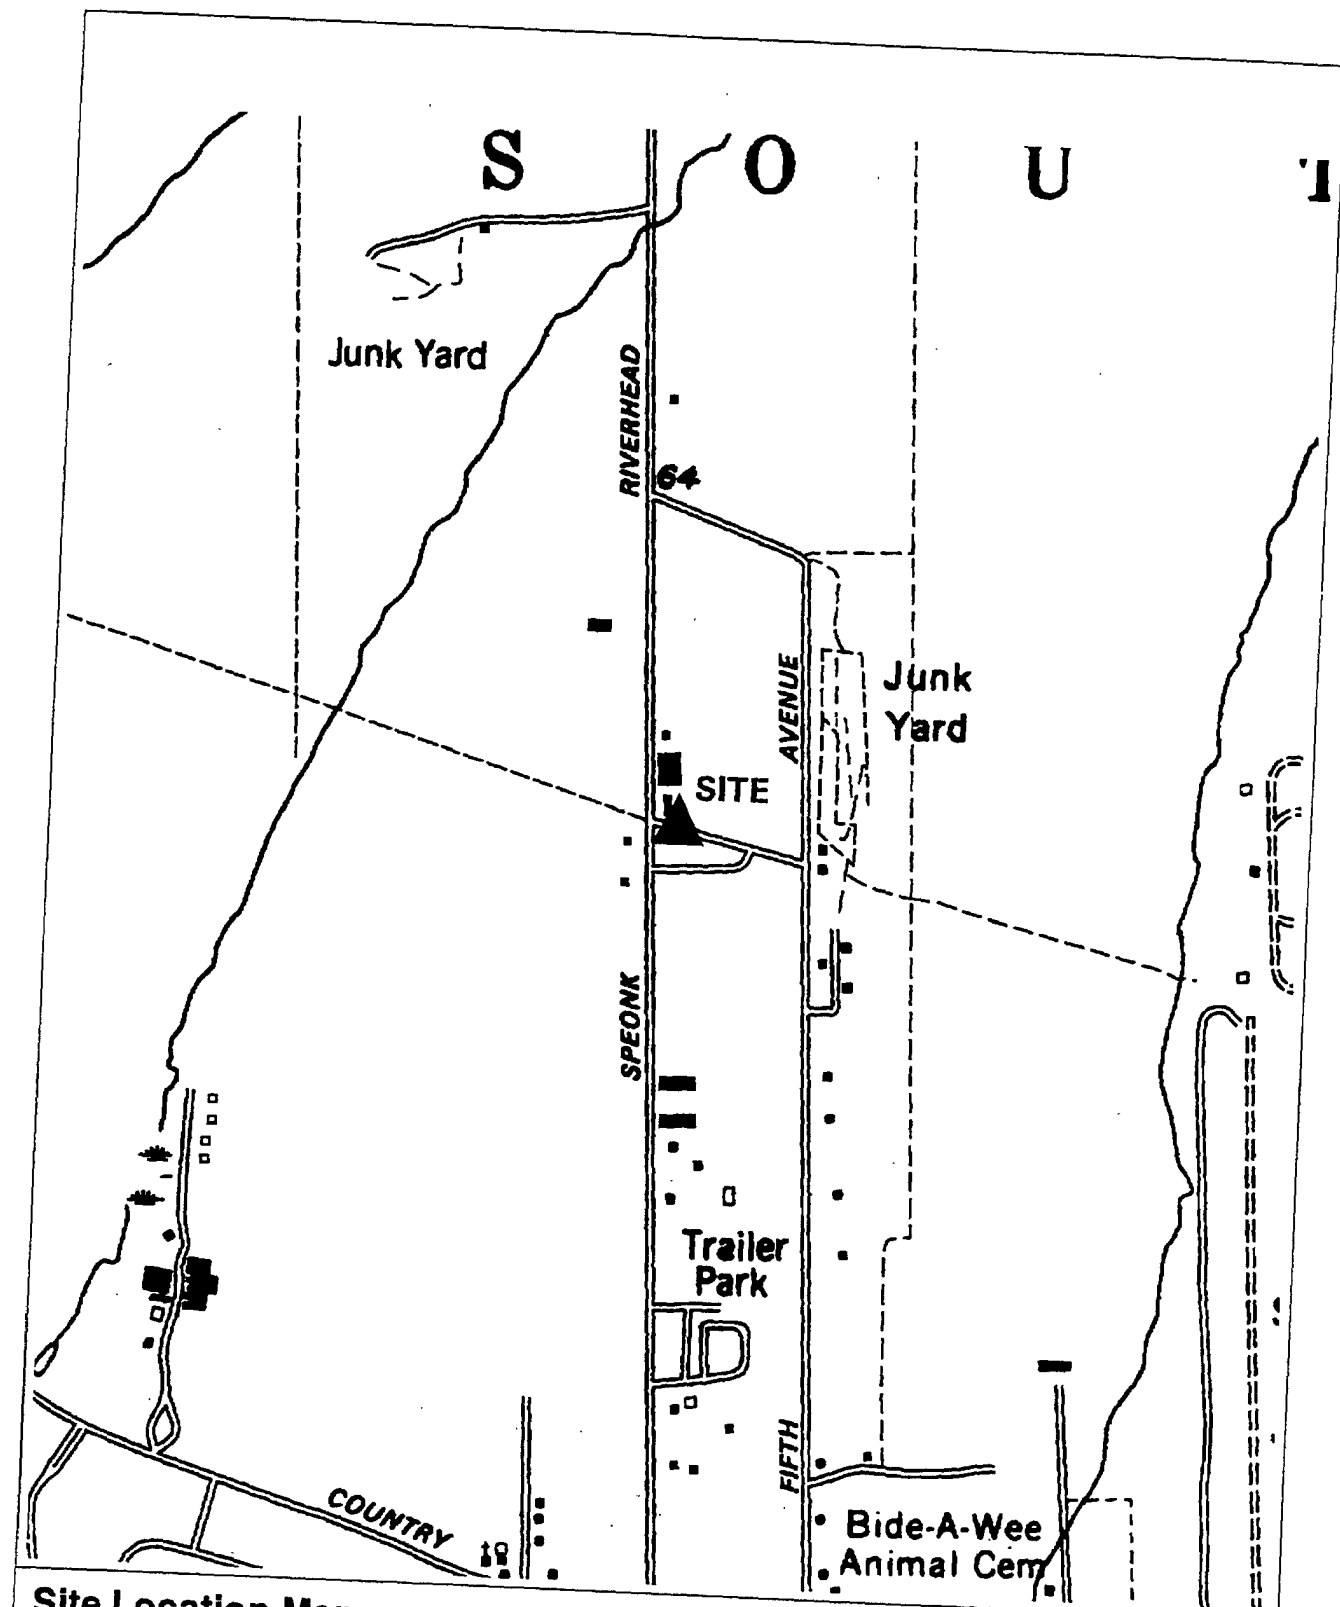 S O U T
Junk Yard
RIVERHEAD
64
AVENUE
Junk
Yard
SITE
SPEONK
Trailer
Park
FIFTH
COUNTRY
Bide-A-Wee
Animal Cem
Site Location Map